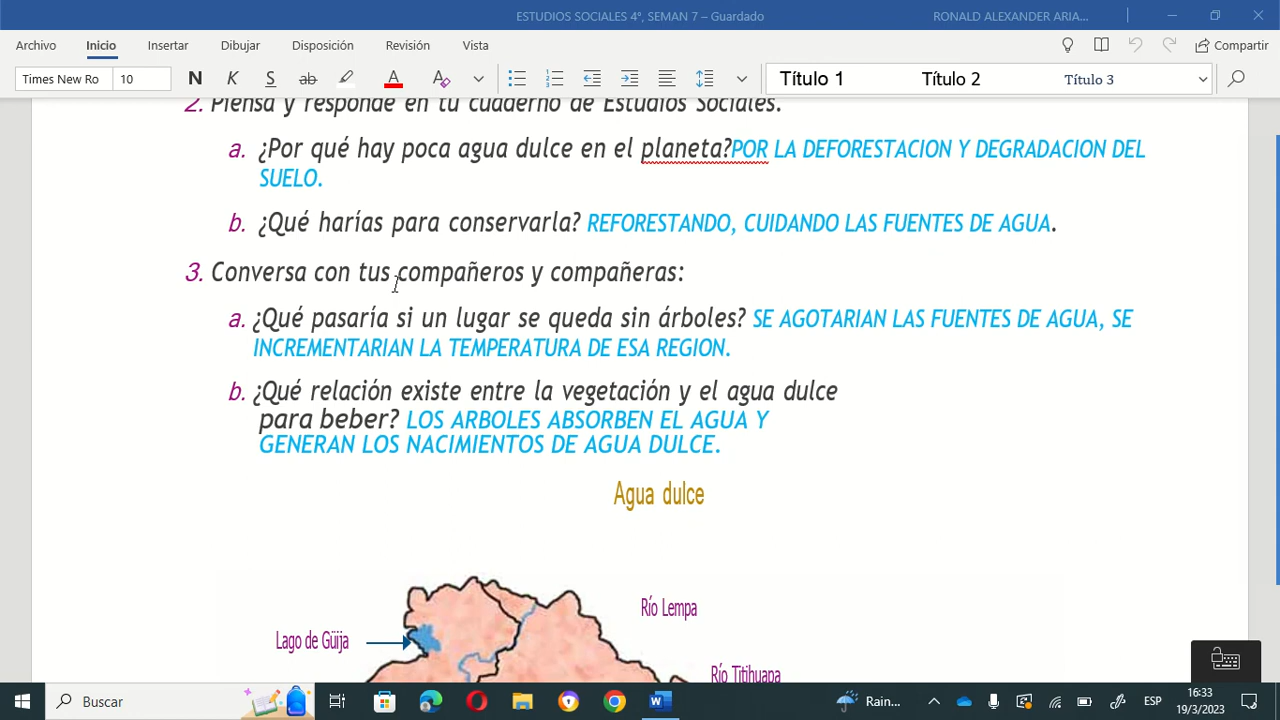 ESTUDIOS SOCIALES 4º, SEMAN 7 – Guardado
RONALD ALEXANDER ARIA...
Archivo Inicio Insertar Dibujar Disposición Revisión Vista
Compartir
Times New Ro 10 N K S ab A A Título 1 Título 2 Título 3
2. Piensa y responde en tu cuaderno de Estudios Sociales.
a. ¿Por qué hay poca agua dulce en el planeta?POR LA DEFORESTACION Y DEGRADACION DEL
SUELO.
b. ¿Qué harías para conservarla? REFORESTANDO, CUIDANDO LAS FUENTES DE AGUA.
3. Conversa con tus compañeros y compañeras:
a. ¿Qué pasaría si un lugar se queda sin árboles? SE AGOTARIAN LAS FUENTES DE AGUA, SE
INCREMENTARIAN LA TEMPERATURA DE ESA REGION.
b. ¿Qué relación existe entre la vegetación y el agua dulce
para beber? LOS ARBOLES ABSORBEN EL AGUA Y
GENERAN LOS NACIMIENTOS DE AGUA DULCE.
Agua dulce
Río Lempa
Lago de Güija
Río Titihuapa
Buscar
Rain...
ESP
16:33
19/3/2023